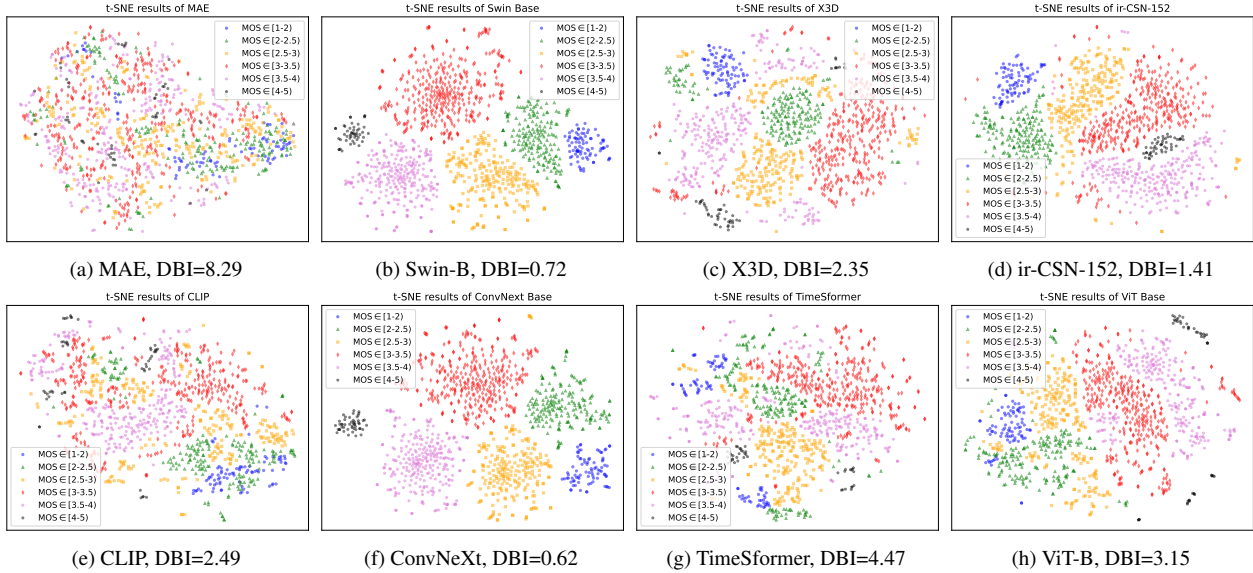 t-SNE results of MAE
MOS∈[1-2)
MOS∈[2-2.5)
MOS∈[2.5-3)
MOS∈[3-3.5)
MOS∈[3.5-4)
MOS∈[4-5)
(a) MAE, DBI=8.29
t-SNE results of Swin Base
MOS∈[1-2)
MOS∈[2-2.5)
MOS∈[2.5-3)
MOS∈[3-3.5)
MOS∈[3.5-4)
MOS∈[4-5)
(b) Swin-B, DBI=0.72
t-SNE results of X3D
MOS∈[1-2)
MOS∈[2-2.5)
MOS∈[2.5-3)
MOS∈[3-3.5)
MOS∈[3.5-4)
MOS∈[4-5)
(c) X3D, DBI=2.35
t-SNE results of ir-CSN-152
MOS∈[1-2)
MOS∈[2-2.5)
MOS∈[2.5-3)
MOS∈[3-3.5)
MOS∈[3.5-4)
MOS∈[4-5)
(d) ir-CSN-152, DBI=1.41
t-SNE results of CLIP
MOS∈[1-2)
MOS∈[2-2.5)
MOS∈[2.5-3)
MOS∈[3-3.5)
MOS∈[3.5-4)
MOS∈[4-5)
(e) CLIP, DBI=2.49
t-SNE results of ConvNext Base
MOS∈[1-2)
MOS∈[2-2.5)
MOS∈[2.5-3)
MOS∈[3-3.5)
MOS∈[3.5-4)
MOS∈[4-5)
(f) ConvNeXt, DBI=0.62
t-SNE results of TimeSformer
MOS∈[1-2)
MOS∈[2-2.5)
MOS∈[2.5-3)
MOS∈[3-3.5)
MOS∈[3.5-4)
MOS∈[4-5)
(g) TimeSformer, DBI=4.47
t-SNE results of ViT Base
MOS∈[1-2)
MOS∈[2-2.5)
MOS∈[2.5-3)
MOS∈[3-3.5)
MOS∈[3.5-4)
MOS∈[4-5)
(h) ViT-B, DBI=3.15